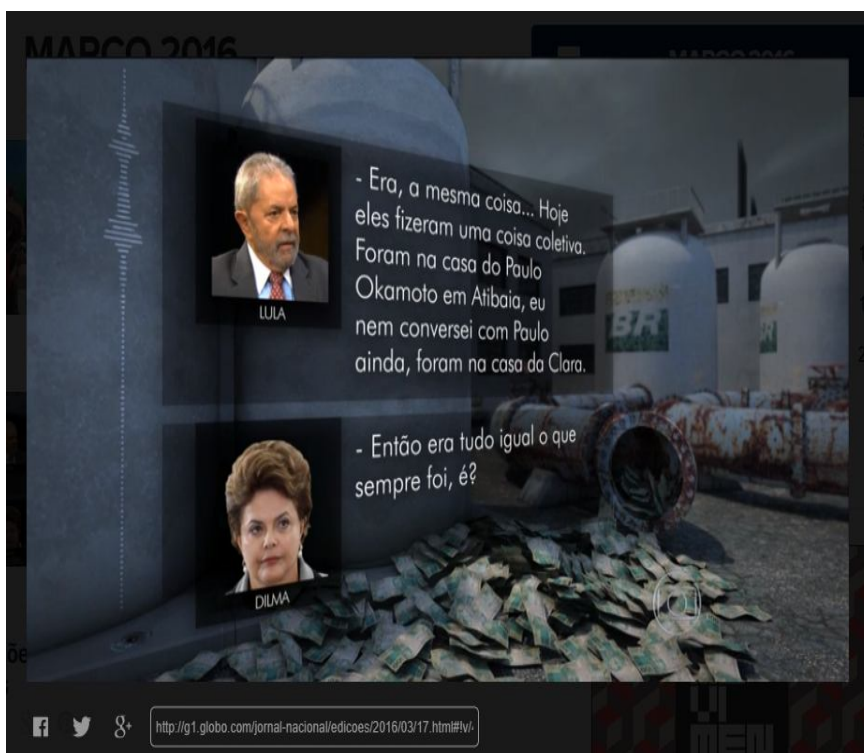 MARÇO 2016
MARÇO 2016
- Era, a mesma coisa... Hoje
eles fizeram uma coisa coletiva.
Foram na casa do Paulo
Okamoto em Atibaia, eu
nem conversei com Paulo
ainda, foram na casa da Clara.
LULA
BR
- Então era tudo igual o que
sempre foi, é?
DILMA
http://g1.globo.com/jornal-nacional/edicoes/2016/03/17.html#!v/